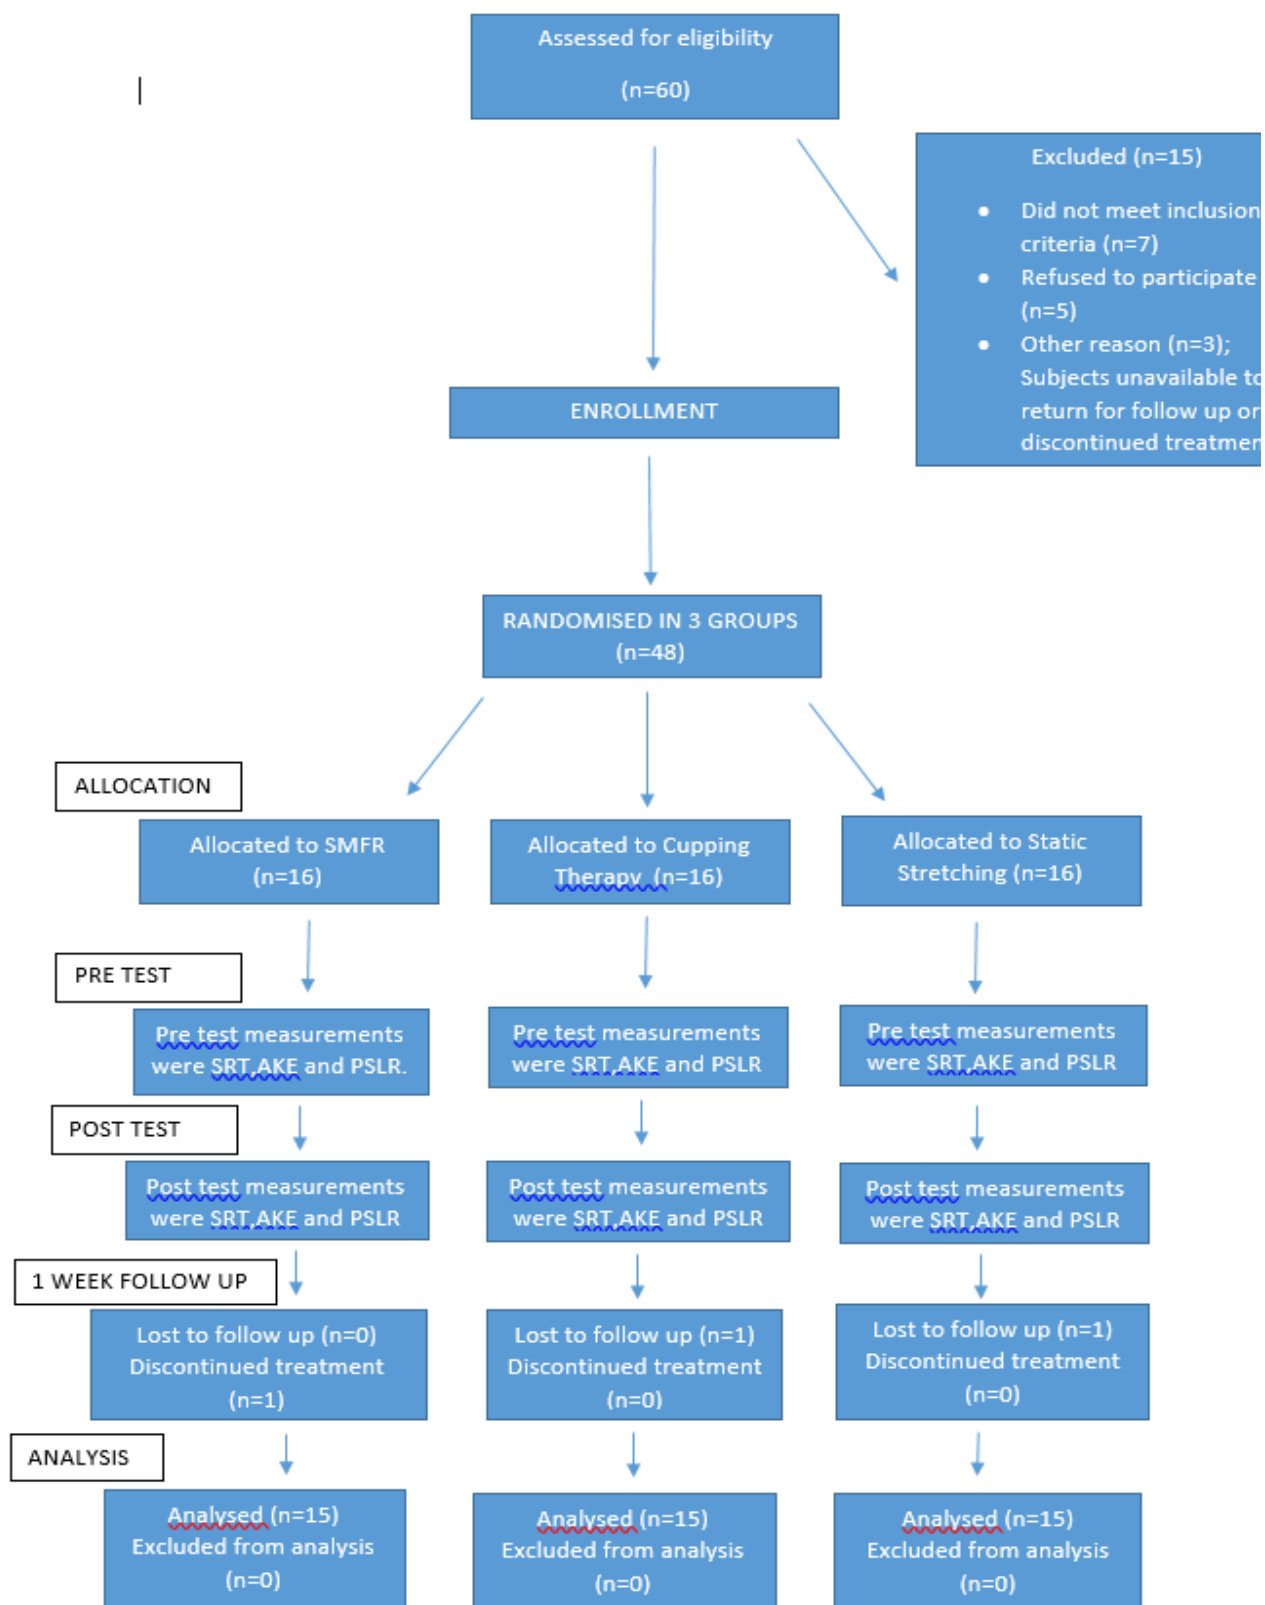 Assessed for eligibility
(n=60)
Excluded (n=15)
• Did not meet inclusion
criteria (n=7)
• Refused to participate
(n=5)
• Other reason (n=3);
Subjects unavailable to
return for follow up or
discontinued treatmen
ENROLLMENT
RANDOMISED IN 3 GROUPS
(n=48)
ALLOCATION
Allocated to SMFR
(n=16)
Allocated to Cupping
Therapy (n=16)
Allocated to Static
Stretching (n=16)
PRE TEST
Pre test measurements
were SRT,AKE and PSLR.
Pre test measurements
were SRT,AKE and PSLR
Pre test measurements
were SRT,AKE and PSLR
POST TEST
Post test measurements
were SRT,AKE and PSLR
Post test measurements
were SRT,AKE and PSLR
Post test measurements
were SRT,AKE and PSLR
1 WEEK FOLLOW UP
Lost to follow up (n=0)
Discontinued treatment
(n=1)
Lost to follow up (n=1)
Discontinued treatment
(n=0)
Lost to follow up (n=1)
Discontinued treatment
(n=0)
ANALYSIS
Analysed (n=15)
Excluded from analysis
(n=0)
Analysed (n=15)
Excluded from analysis
(n=0)
Analysed (n=15)
Excluded from analysis
(n=0)